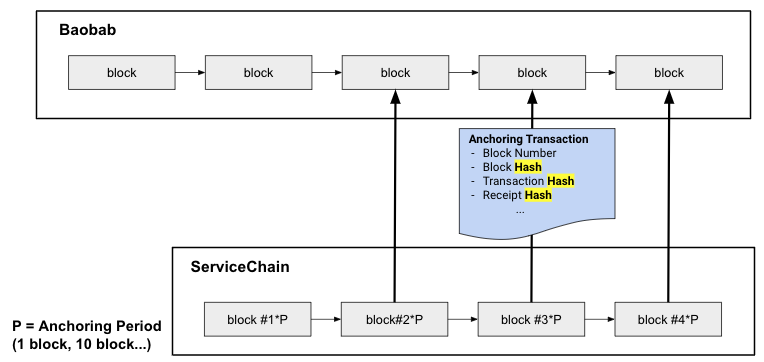 Baobab
block
block
block
block
block
Anchoring Transaction
- Block Number
- Block Hash
- Transaction Hash
- Receipt Hash
...
ServiceChain
block #1*P
block#2*P
block #3*P
block #4*P
P = Anchoring Period
(1 block, 10 block...)